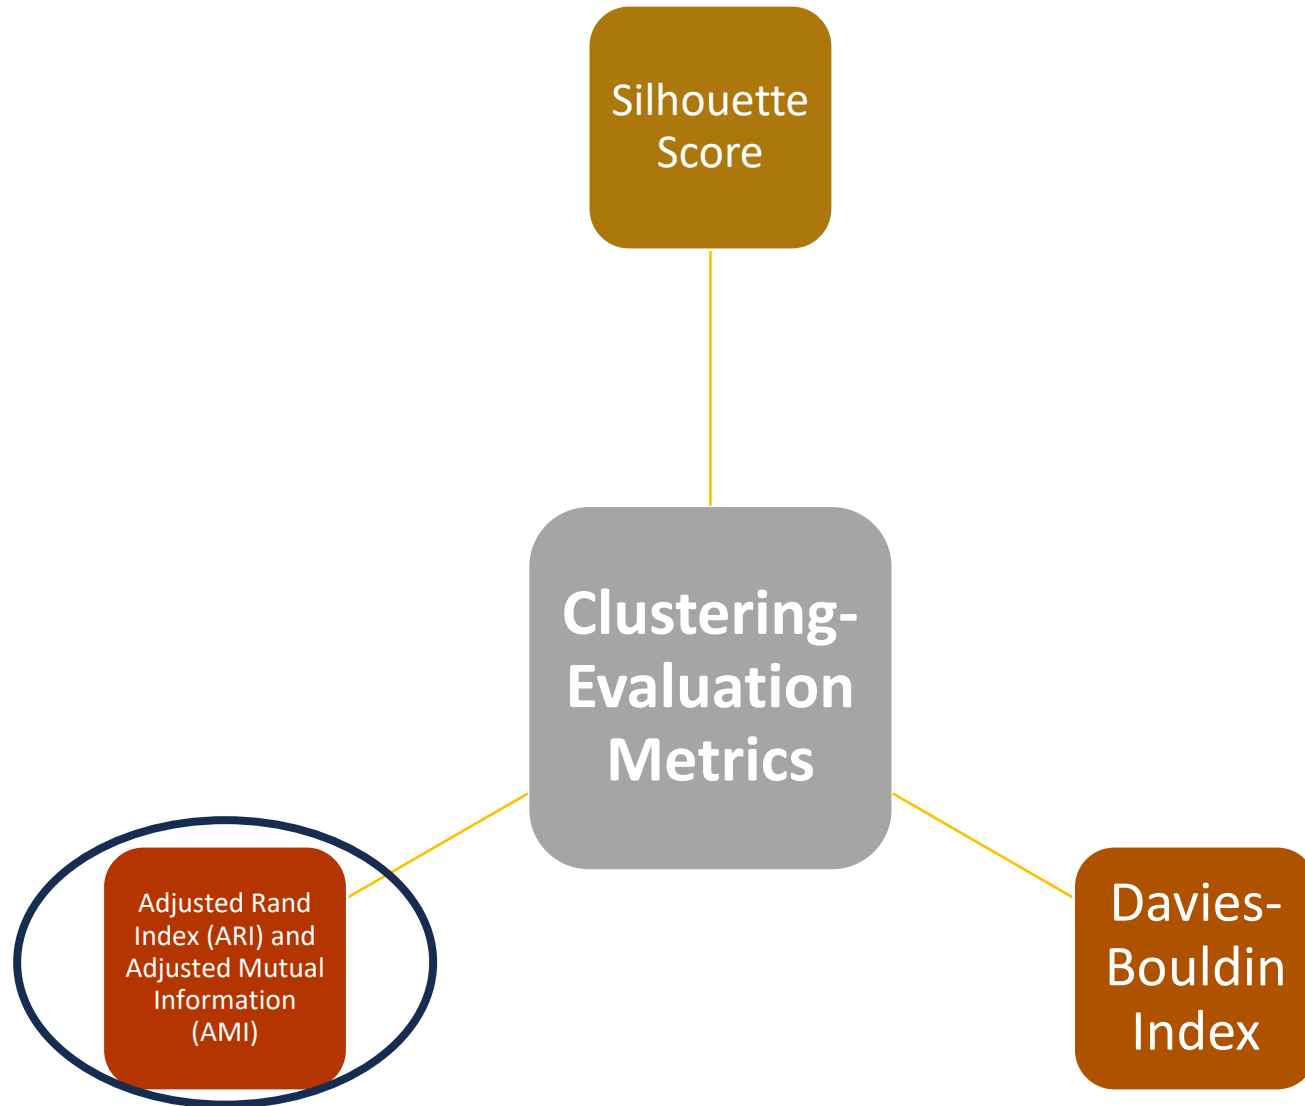 Silhouette
Score
Clustering-
Evaluation
Metrics
Adjusted Rand
Index (ARI) and
Adjusted Mutual
Information
(AMI)
Davies-
Bouldin
Index